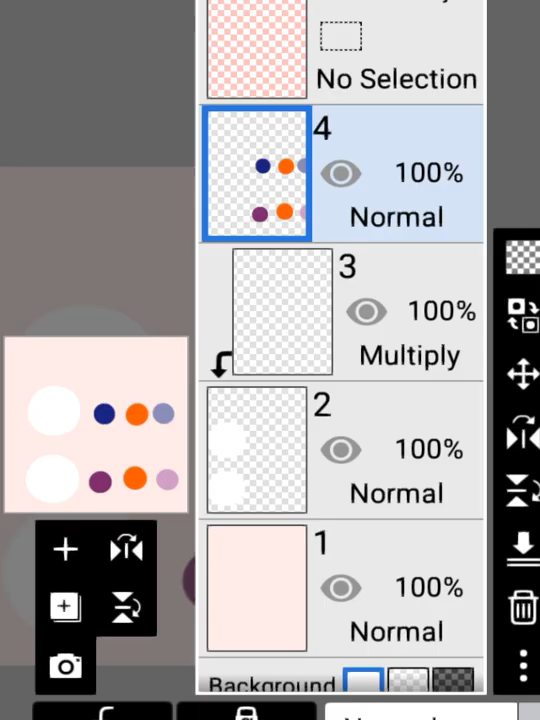 No Selection
4
100%
Normal
3
100%
Multiply
2
100%
Normal
1
100%
Normal
Background